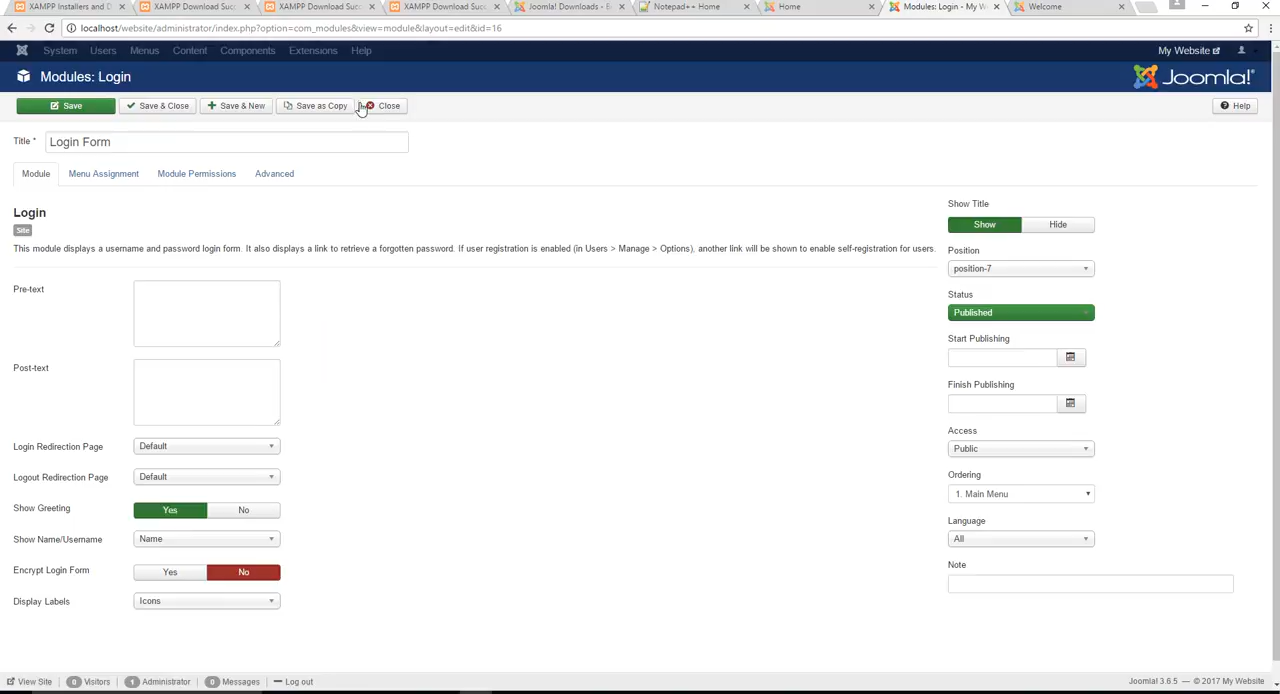 XAMPP Installers and D
XAMPP Download Succ
XAMPP Download Succ
XAMPP Download Succ
Joomla! Downloads - E
Notepad++ Home
Home
Modules: Login - My W
Welcome
localhost/website/administrator/index.php?option=com_modules&view=module&layout=edit&id=16
System Users Menus Content Components Extensions Help My Website
Modules: Login Joomla!®
Save Save & Close Save & New Save as Copy Close Help
Title * Login Form
Module Menu Assignment Module Permissions Advanced
Login
Site
This module displays a username and password login form. It also displays a link to retrieve a forgotten password. If user registration is enabled (in Users > Manage > Options), another link will be shown to enable self-registration for users.
Pre-text
Post-text
Login Redirection Page Default
Logout Redirection Page Default
Show Greeting Yes No
Show Name/Username Name
Encrypt Login Form Yes No
Display Labels Icons
Show Title
Show Hide
Position
position-7
Status
Published
Start Publishing
Finish Publishing
Access
Public
Ordering
1. Main Menu
Language
All
Note
View Site 0 Visitors 1 Administrator 0 Messages Log out Joomla! 3.6.5 — © 2017 My Website